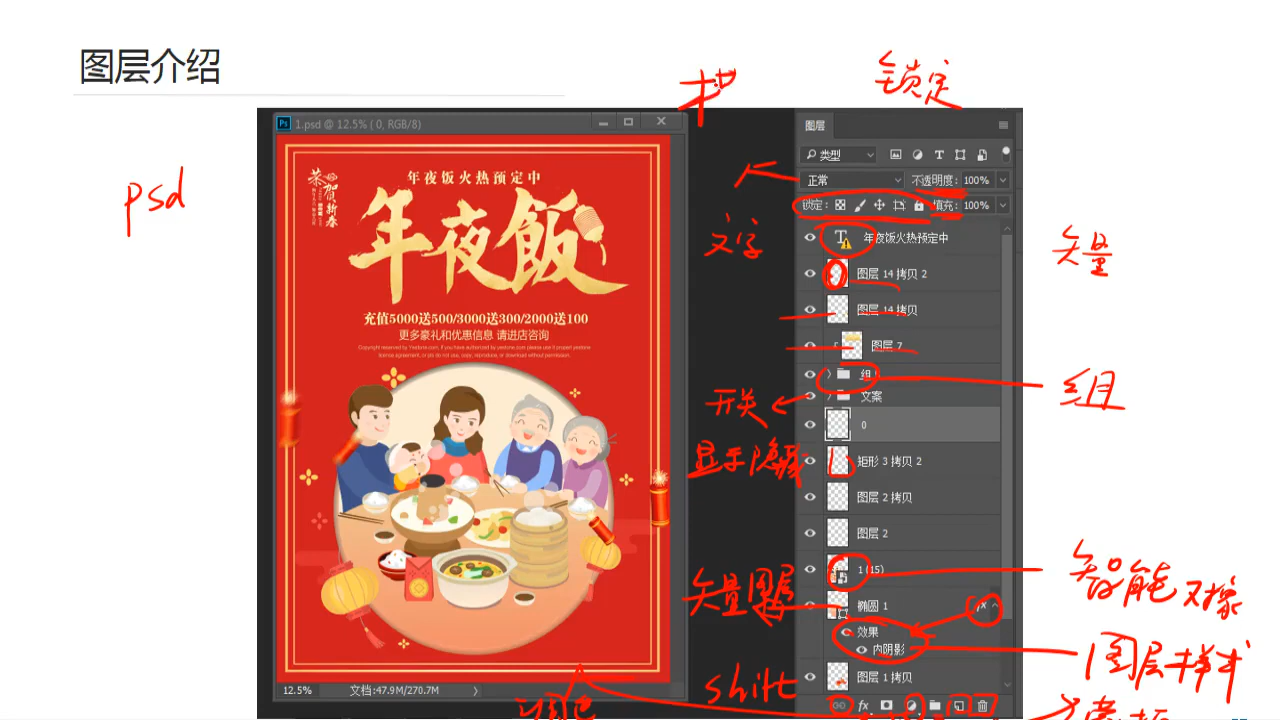 图层介绍
锁定
psd
1.psd @ 12.5% ( 0, RGB/8)
恭贺新春
年夜饭火热预定中
年夜飯
充值5000送500/3000送300/2000送100
更多豪礼和优惠信息 请进店咨询
12.5%
文档:47.9M/270.7M
图层
类型
正常
不透明度: 100%
锁定:
填充: 100%
文字
年夜饭火热预定中
矢量
图层 14 拷贝 2
图层 14 拷贝
图层 7
组 1
组
开关
文案
0
显示隐藏
矩形 3 拷贝 2
图层 2 拷贝
图层 2
1 (15)
智能对象
矢量图层
椭圆 1
fx
效果
内阴影
图层样式
图层 1 拷贝
shift
fx
调色